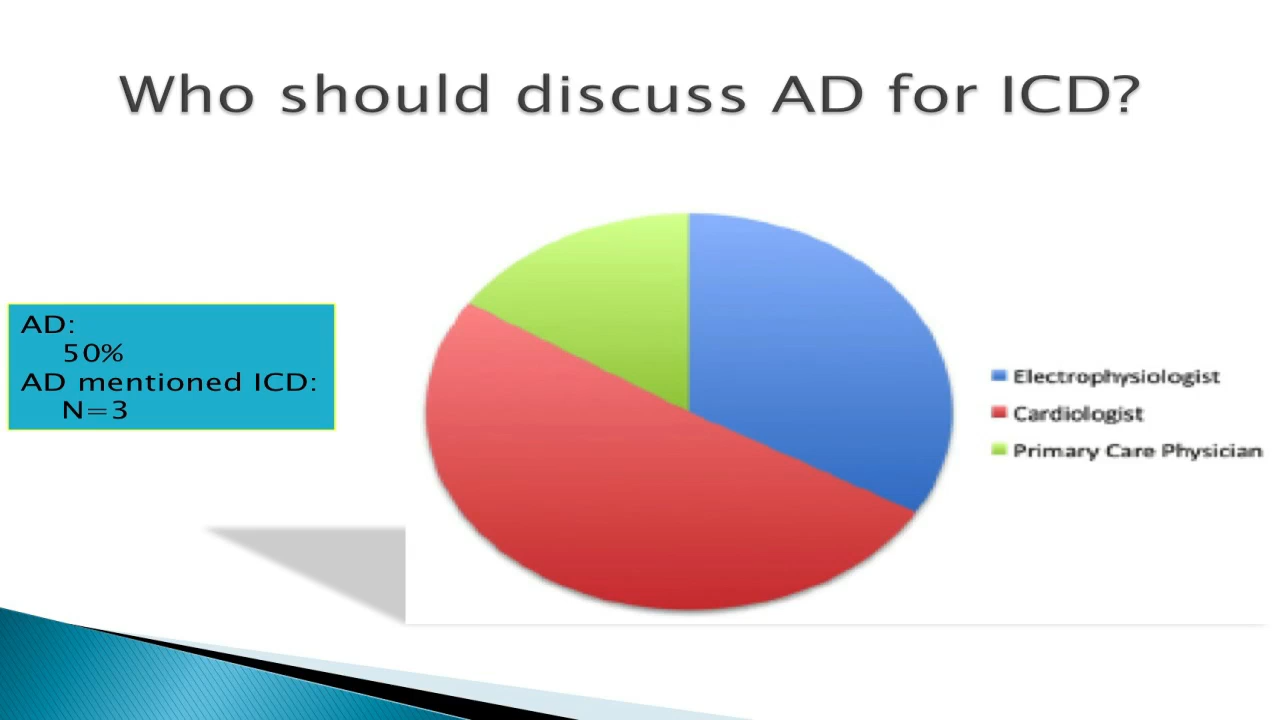 Who should discuss AD for ICD?
AD:
50%
AD mentioned ICD:
N=3
Electrophysiologist
Cardiologist
Primary Care Physician